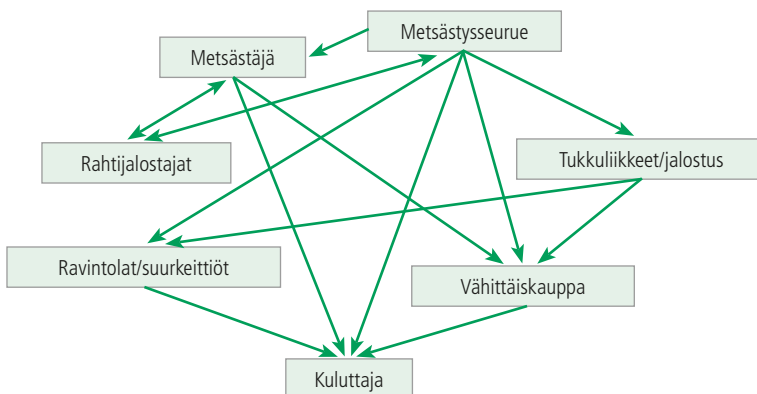 Metsästysseurue
Metsästäjä
Rahtijalostajat
Tukkuliikkeet/jalostus
Ravintolat/suurkeittiöt
Vähittäiskauppa
Kuluttaja